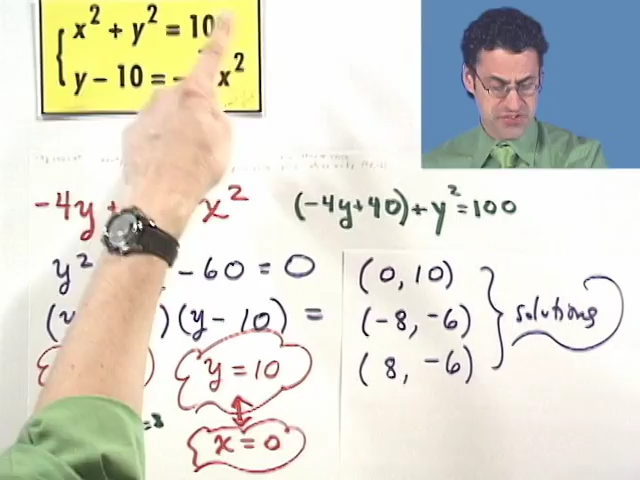 x² + y² = 10
y - 10 = - x²
-4y + x²
(-4y+40)+y² = 100
y² - 60 = 0
(y )(y - 10) =
(0, 10)
(-8, -6)
(8, -6)
solutions
y = 10
=8
x = 0